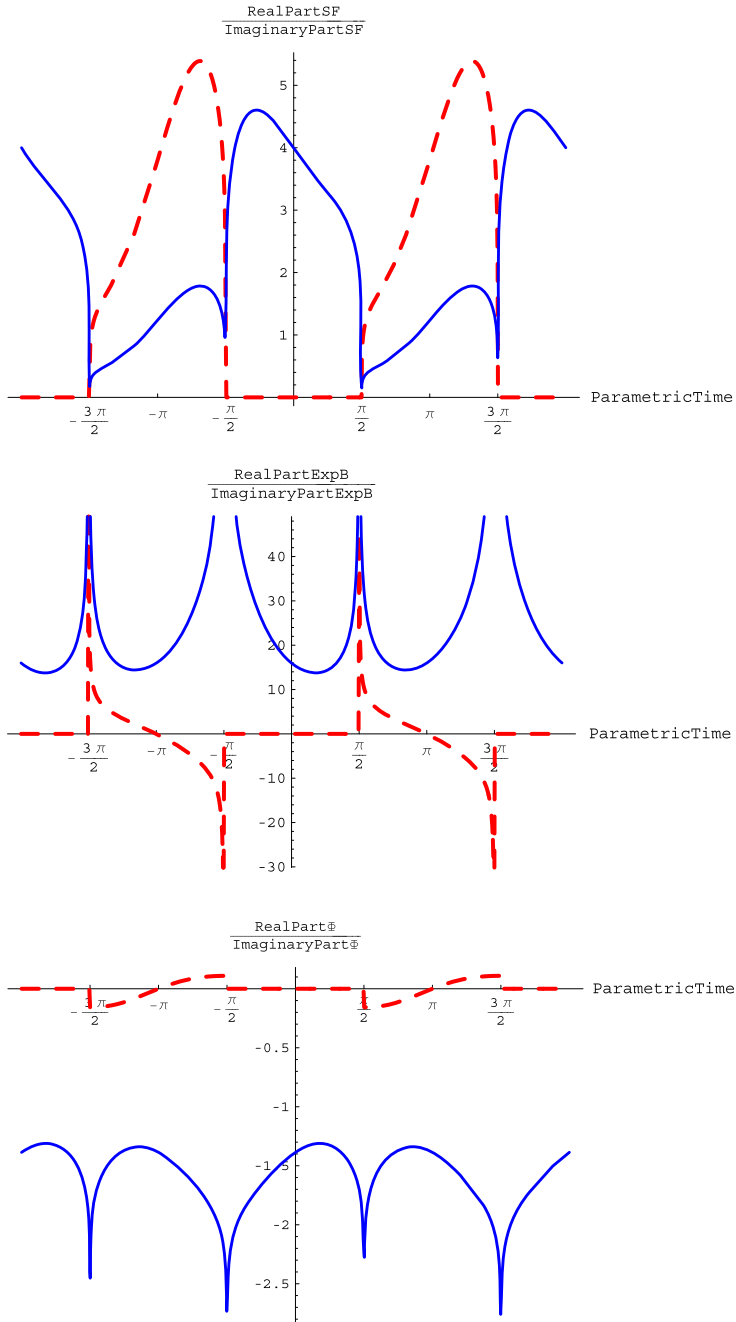 RealPartSF
ImaginaryPartSF
5
4
3
2
1
ParametricTime
-3π/2 -π -π/2 π/2 π 3π/2
RealPartExpB
ImaginaryPartExpB
40
30
20
10
ParametricTime
-3π/2 -π -π/2 π/2 π 3π/2
-10
-20
-30
RealPartΦ
ImaginaryPartΦ
ParametricTime
-3π/2 -π -π/2 π/2 π 3π/2
-0.5
-1
-1.5
-2
-2.5